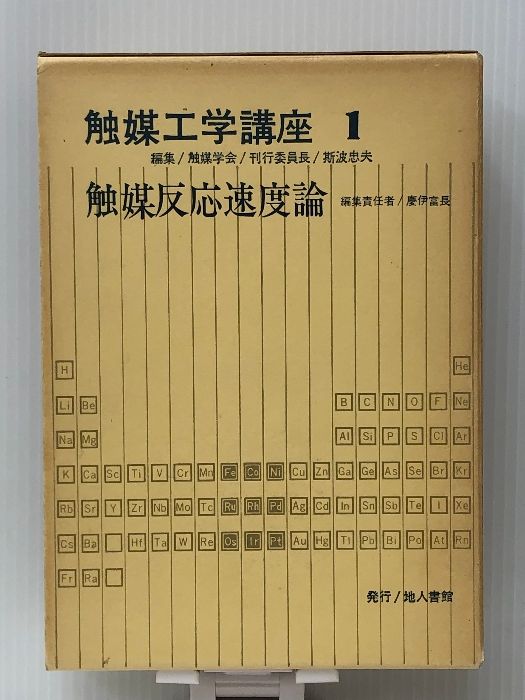 触媒工学講座 1
編集/触媒学会/刊行委員長/斯波忠夫
触媒反応速度論 編集責任者/慶伊富長
H He
Li Be B C N O F Ne
Na Mg Al Si P S Cl Ar
K Ca Sc Ti V Cr Mn Fe Co Ni Cu Zn Ga Ge As Se Br Kr
Rb Sr Y Zr Nb Mo Tc Ru Rh Pd Ag Cd In Sn Sb Te I Xe
Cs Ba Hf Ta W Re Os Ir Pt Au Hg Tl Pb Bi Po At Rn
Fr Ra
発行/地人書館